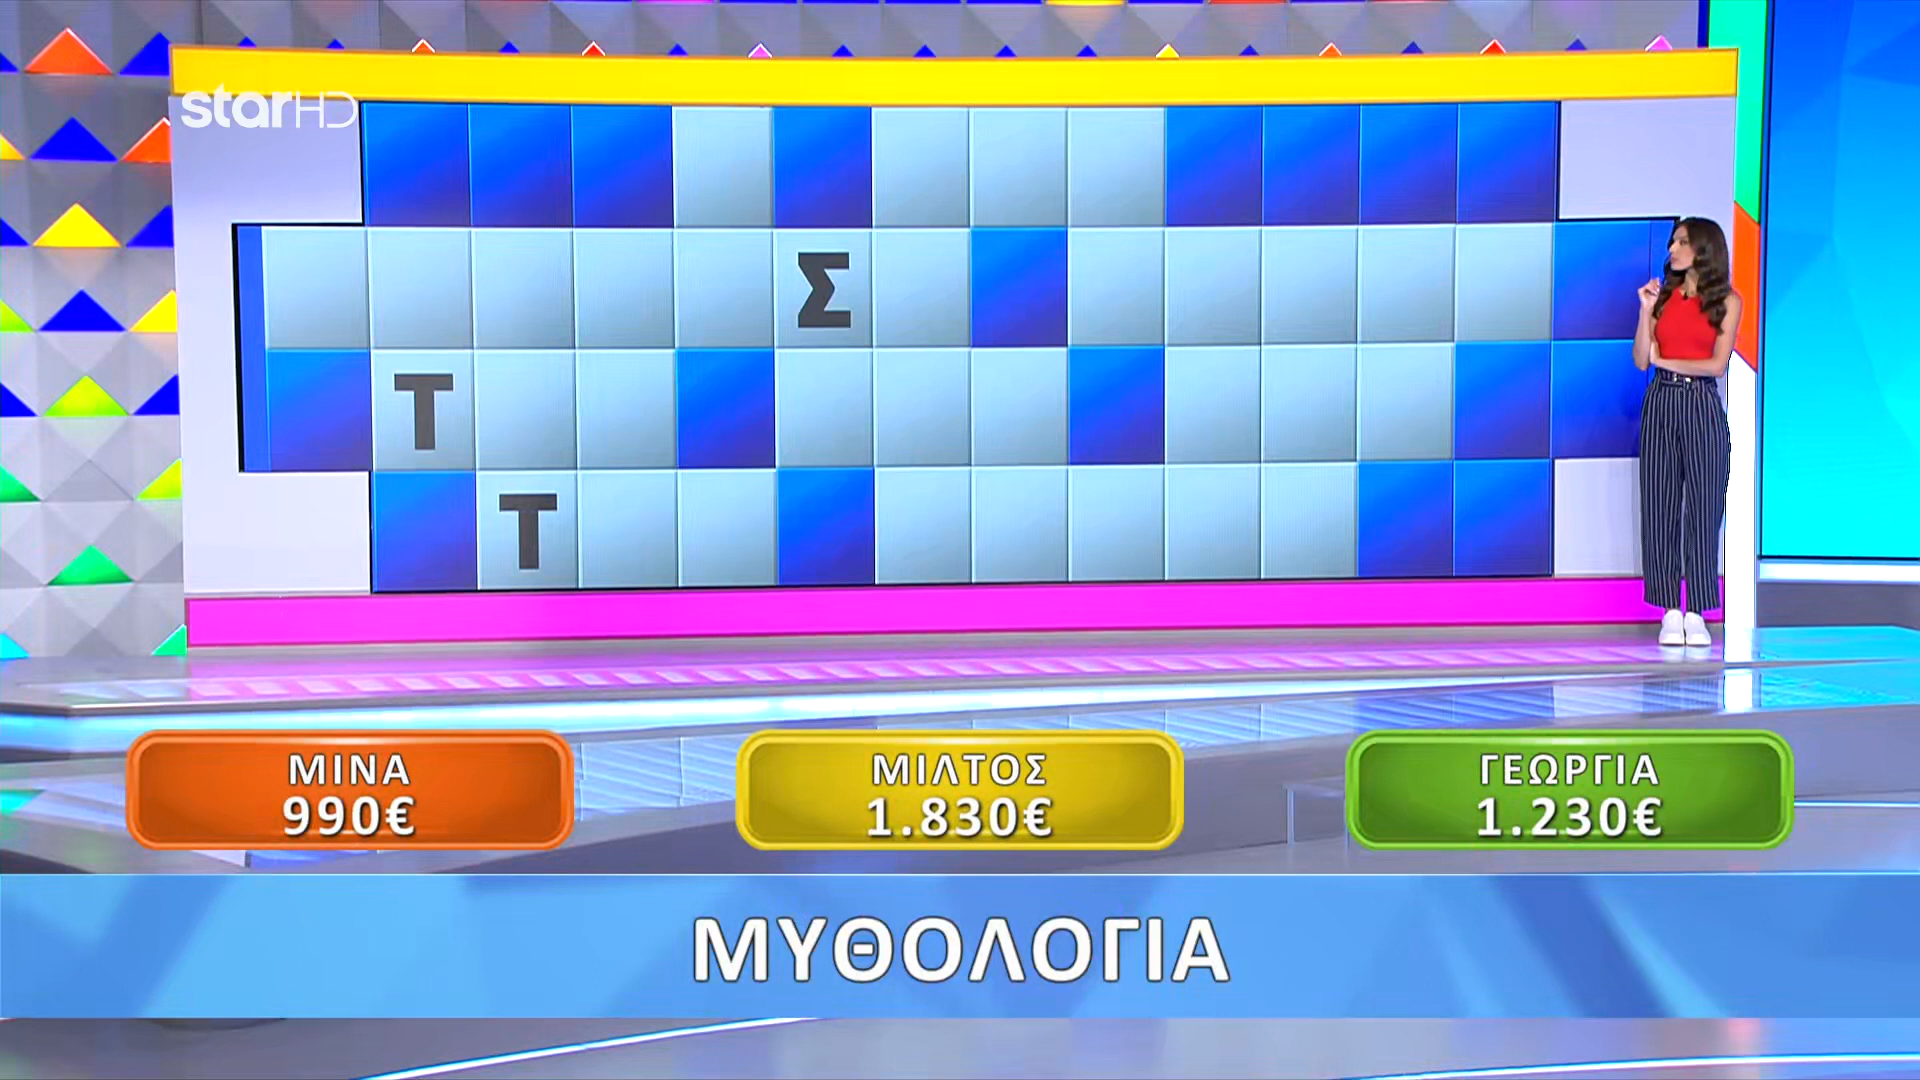 starHD
Σ
Τ
Τ
ΜΙΝΑ
990€
ΜΙΛΤΟΣ
1.830€
ΓΕΩΡΓΙΑ
1.230€
ΜΥΘΟΛΟΓΙΑ